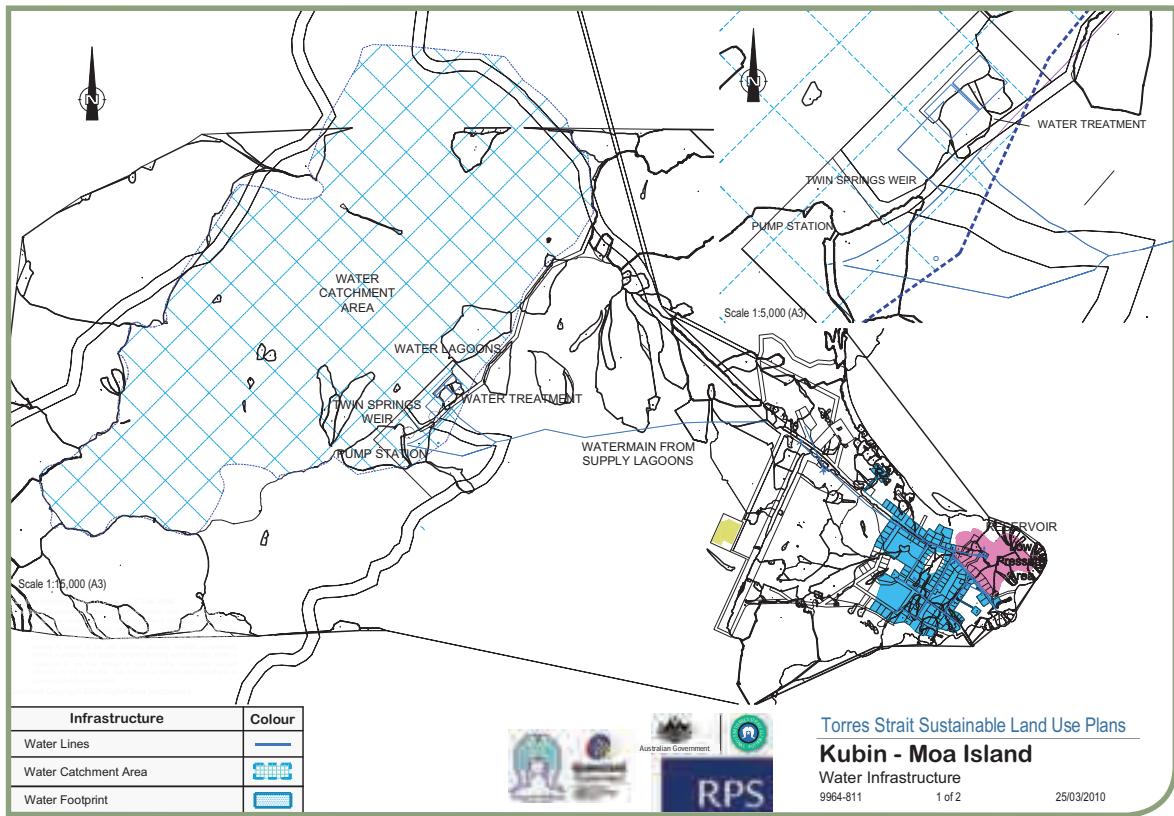 N
WATER
CATCHMENT
AREA
WATER LAGOONS
WATER TREATMENT
TWIN SPRINGS
WEIR
PUMP STATION
WATERMAIN FROM
SUPPLY LAGOONS
Scale 1:15,000 (A3)
N
WATER TREATMENT
TWIN SPRINGS WEIR
PUMP STATION
Scale 1:5,000 (A3)
RESERVOIR
Low
Pressure
Area
Infrastructure Colour
Water Lines
Water Catchment Area
Water Footprint
Australian Government
RPS
Torres Strait Sustainable Land Use Plans
Kubin - Moa Island
Water Infrastructure
9964-811 1 of 2 25/03/2010